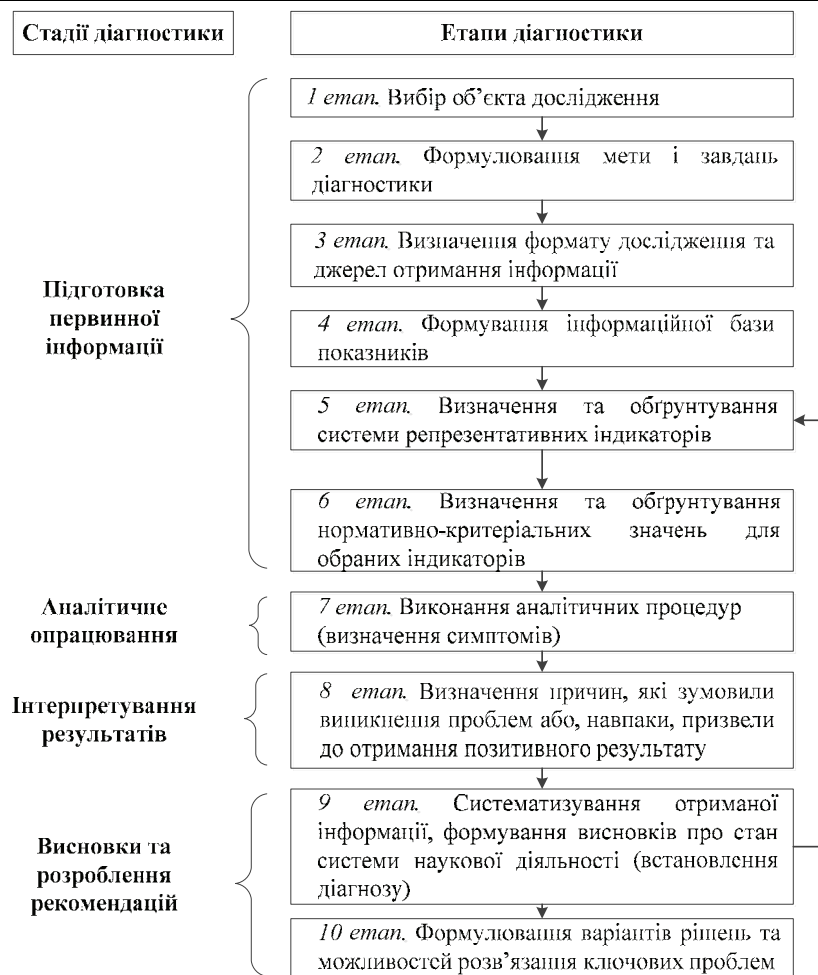 Стадії діагностики
Етапи діагностики
Підготовка
первинної
інформації
1 етап. Вибір об’єкта дослідження
2 етап. Формулювання мети і завдань
діагностики
3 етап. Визначення формату дослідження та
джерел отримання інформації
4 етап. Формування інформаційної бази
показників
5 етап. Визначення та обґрунтування
системи репрезентативних індикаторів
6 етап. Визначення та обґрунтування
нормативно-критеріальних значень для
обраних індикаторів
Аналітичне
опрацювання
7 етап. Виконання аналітичних процедур
(визначення симптомів)
Інтерпретування
результатів
8 етап. Визначення причин, які зумовили
виникнення проблем або, навпаки, призвели
до отримання позитивного результату
Висновки та
розроблення
рекомендацій
9 етап. Систематизування отриманої
інформації, формування висновків про стан
системи наукової діяльності (встановлення
діагнозу)
10 етап. Формулювання варіантів рішень та
можливостей розв’язання ключових проблем